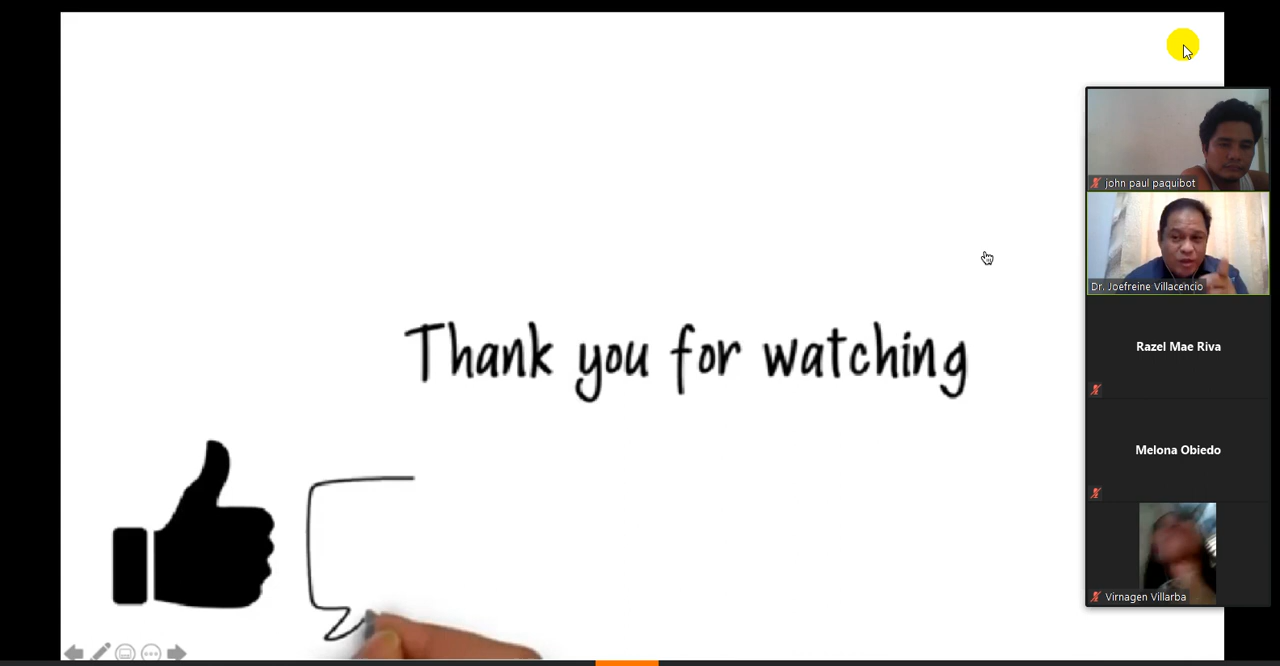 john paul paquibot
Dr. Joefreine Villacencio
Razel Mae Riva
Thank you for watching
Melona Obiedo
Virnagen Villarba